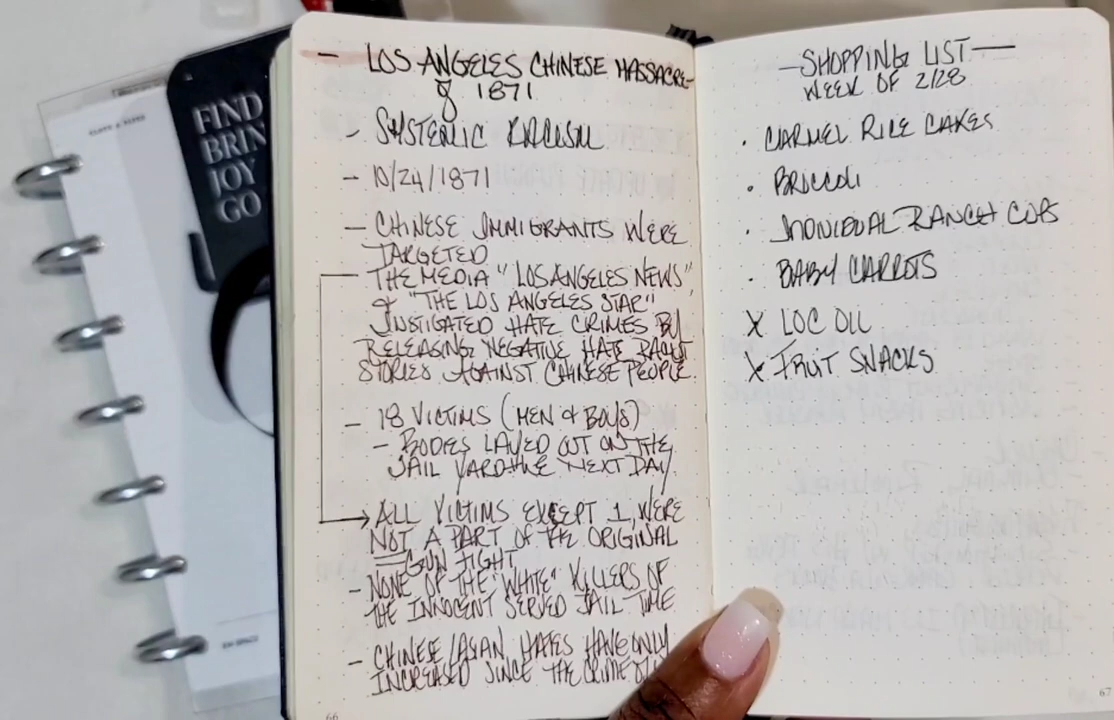 FIND
BRIN
JOY
GO
— LOS ANGELES CHINESE MASSACRE—
of 1871
— SYSTEMIC RACISM
— 10/24/1871
— CHINESE IMMIGRANTS WERE
TARGETED
— THE MEDIA "LOS ANGELES NEWS"
& "THE LOS ANGELES STAR"
INSTIGATED HATE CRIMES BY
RELEASING NEGATIVE HATE RACIST
STORIES AGAINST CHINESE PEOPLE
— 18 VICTIMS (MEN & BOYS)
— BODIES LAYED OUT ON THE
JAIL YARD THE NEXT DAY.
ALL VICTIMS EXCEPT 1, WERE
NOT A PART OF THE ORIGINAL
GUN FIGHT
— NONE OF THE "WHITE" KILLERS OF
THE INNOCENT SERVED JAIL TIME
— CHINESE/ASIAN HATES HAVE ONLY
INCREASED SINCE THE CRIME
66
—SHOPPING LIST—
WEEK OF 2/28
• CARMEL RICE CAKES
• BROCCOLI
• INDIVIDUAL RANCH CUPS
• BABY CARROTS
X LOC OIL
X FRUIT SNACKS
67